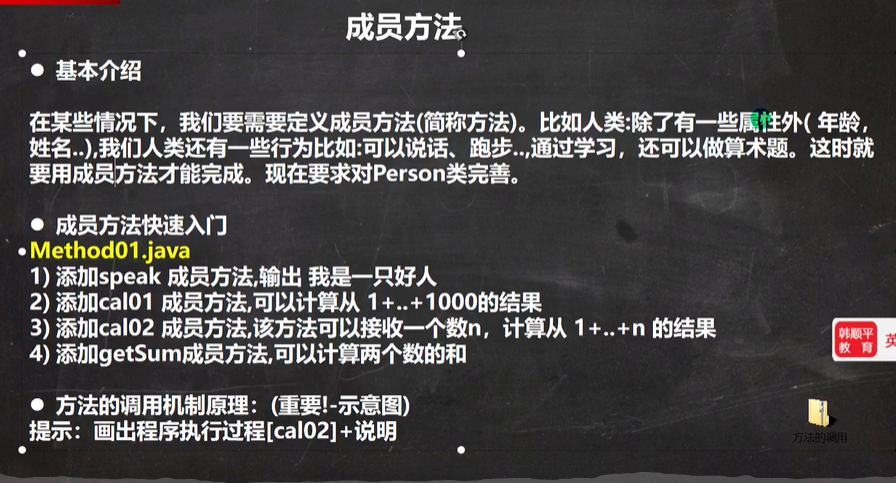 成员方法
● 基本介绍
在某些情况下，我们要需要定义成员方法(简称方法)。比如人类:除了有一些属性外( 年龄，
姓名..),我们人类还有一些行为比如:可以说话、跑步..,通过学习，还可以做算术题。这时就
要用成员方法才能完成。现在要求对Person类完善。
● 成员方法快速入门
Method01.java
1) 添加speak 成员方法,输出 我是一只好人
2) 添加cal01 成员方法,可以计算从 1+..+1000的结果
3) 添加cal02 成员方法,该方法可以接收一个数n，计算从 1+..+n 的结果
4) 添加getSum成员方法,可以计算两个数的和
韩顺平
教 育
英
● 方法的调用机制原理：(重要!-示意图)
提示：画出程序执行过程[cal02]+说明
方法的调用